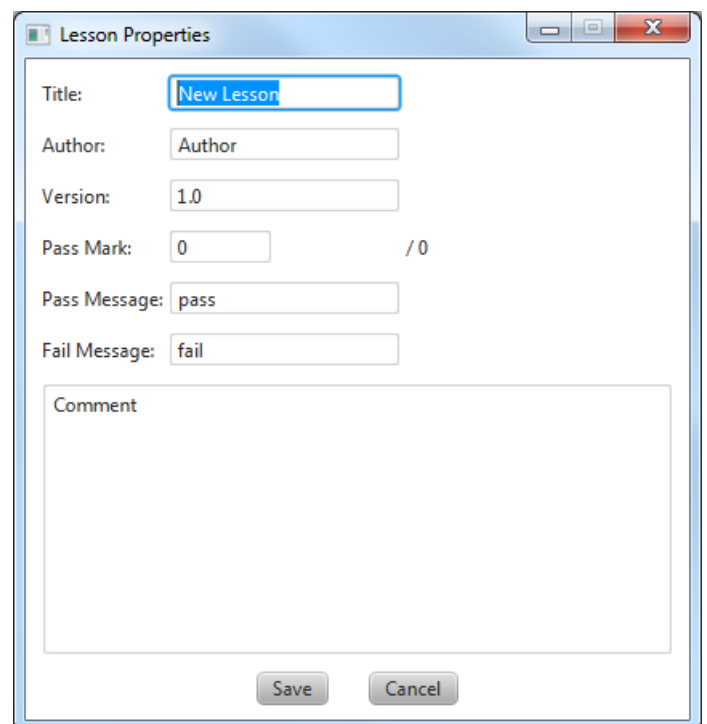 Lesson Properties
Title: New Lesson
Author: Author
Version: 1.0
Pass Mark: 0 / 0
Pass Message: pass
Fail Message: fail
Comment
Save Cancel